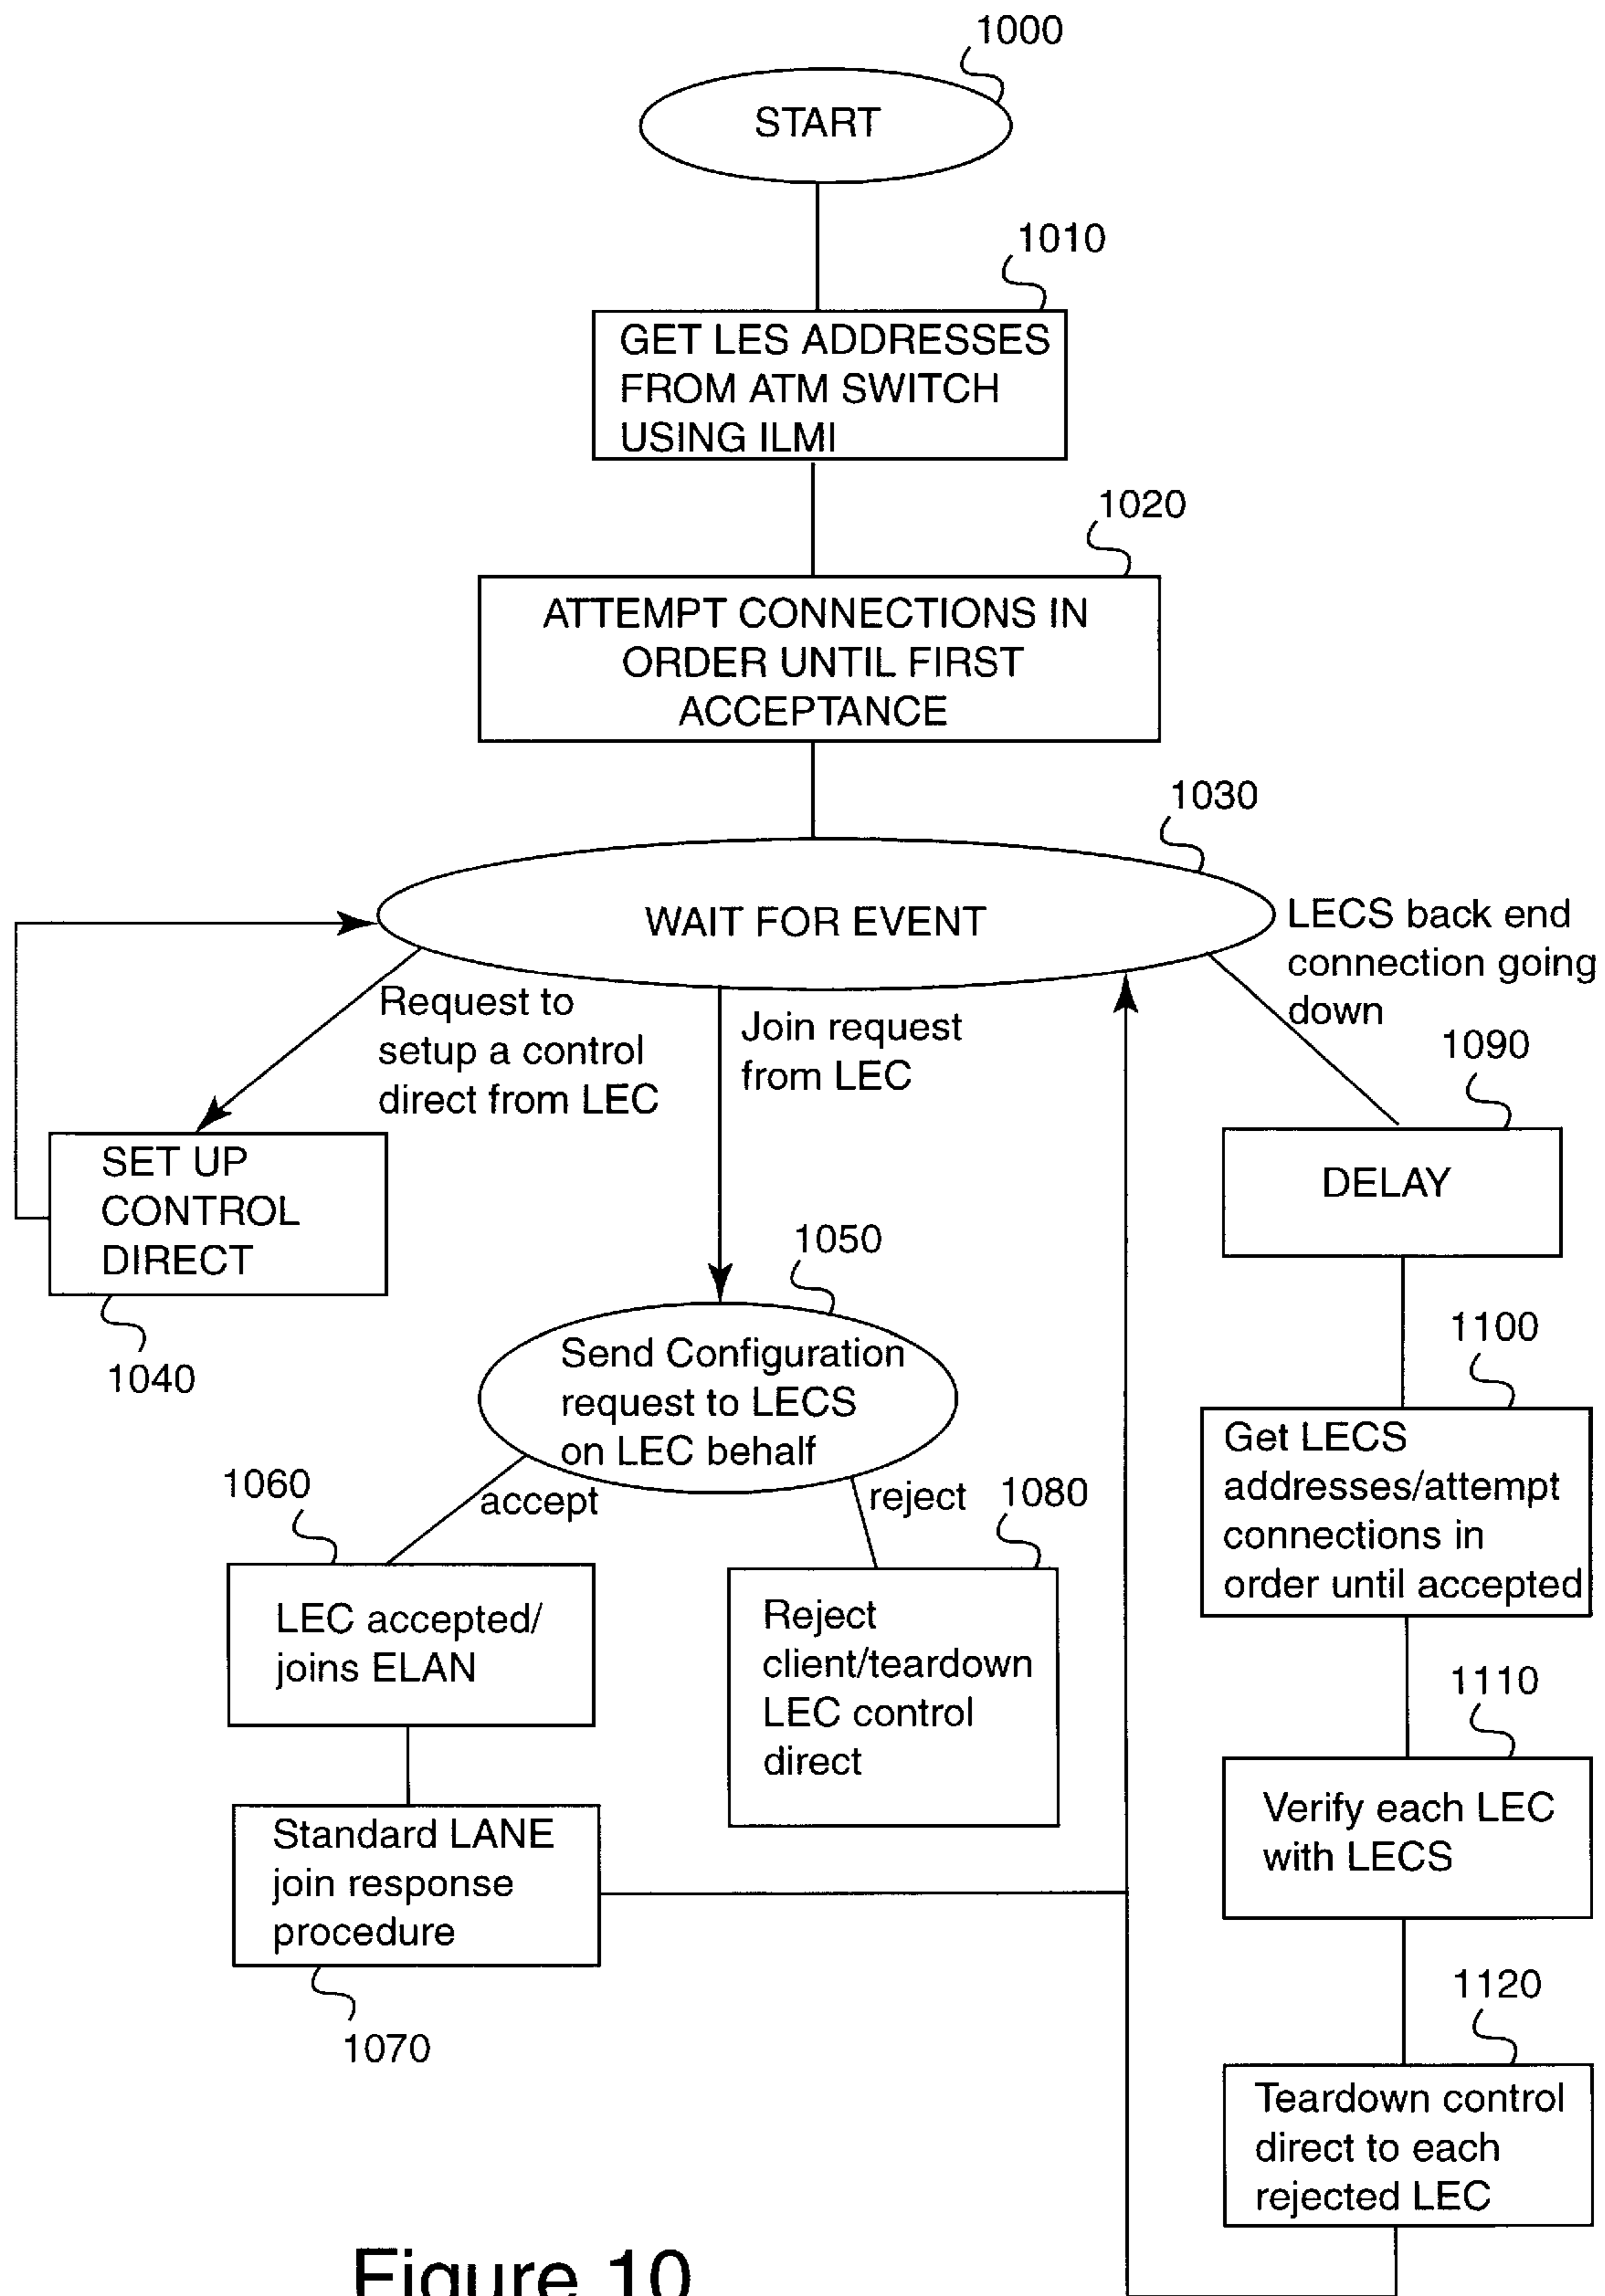 1000
START
1010
GET LES ADDRESSES
FROM ATM SWITCH
USING ILMI
1020
ATTEMPT CONNECTIONS IN
ORDER UNTIL FIRST
ACCEPTANCE
1030
WAIT FOR EVENT
LECS back end
connection going
down
Request to
setup a control
direct from LEC
Join request
from LEC
1090
SET UP
CONTROL
DIRECT
DELAY
1040
1050
Send Configuration
request to LECS
on LEC behalf
1100
Get LECS
addresses/attempt
connections in
order until accepted
1060
accept
reject
1080
LEC accepted/
joins ELAN
Reject
client/teardown
LEC control
direct
1110
Verify each LEC
with LECS
Standard LANE
join response
procedure
1070
1120
Teardown control
direct to each
rejected LEC
Figure 10